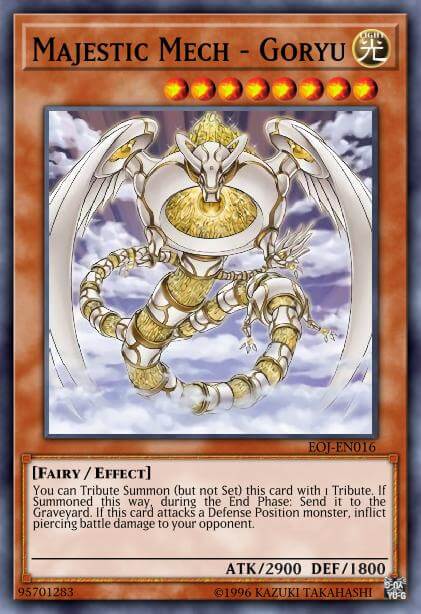 MAJESTIC MECH - GORYU
LIGHT
光
EOJ-EN016
[FAIRY / EFFECT]
You can Tribute Summon (but not Set) this card with 1 Tribute. If
Summoned this way, during the End Phase: Send it to the
Graveyard. If this card attacks a Defense Position monster, inflict
piercing battle damage to your opponent.
ATK/2900 DEF/1800
95701283
©1996 KAZUKI TAKAHASHI